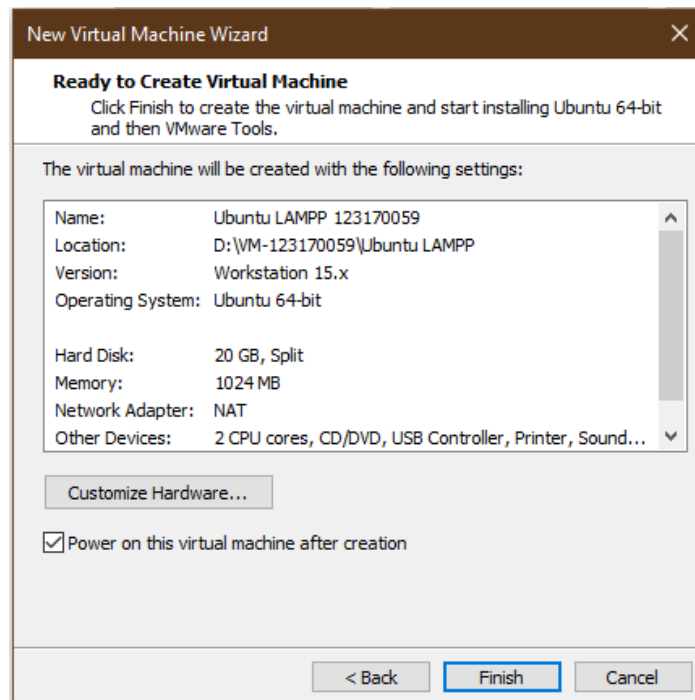 New Virtual Machine Wizard
Ready to Create Virtual Machine
Click Finish to create the virtual machine and start installing Ubuntu 64-bit
and then VMware Tools.
The virtual machine will be created with the following settings:
Name: Ubuntu LAMPP 123170059
Location: D:\VM-123170059\Ubuntu LAMPP
Version: Workstation 15.x
Operating System: Ubuntu 64-bit
Hard Disk: 20 GB, Split
Memory: 1024 MB
Network Adapter: NAT
Other Devices: 2 CPU cores, CD/DVD, USB Controller, Printer, Sound...
Customize Hardware...
Power on this virtual machine after creation
< Back Finish Cancel